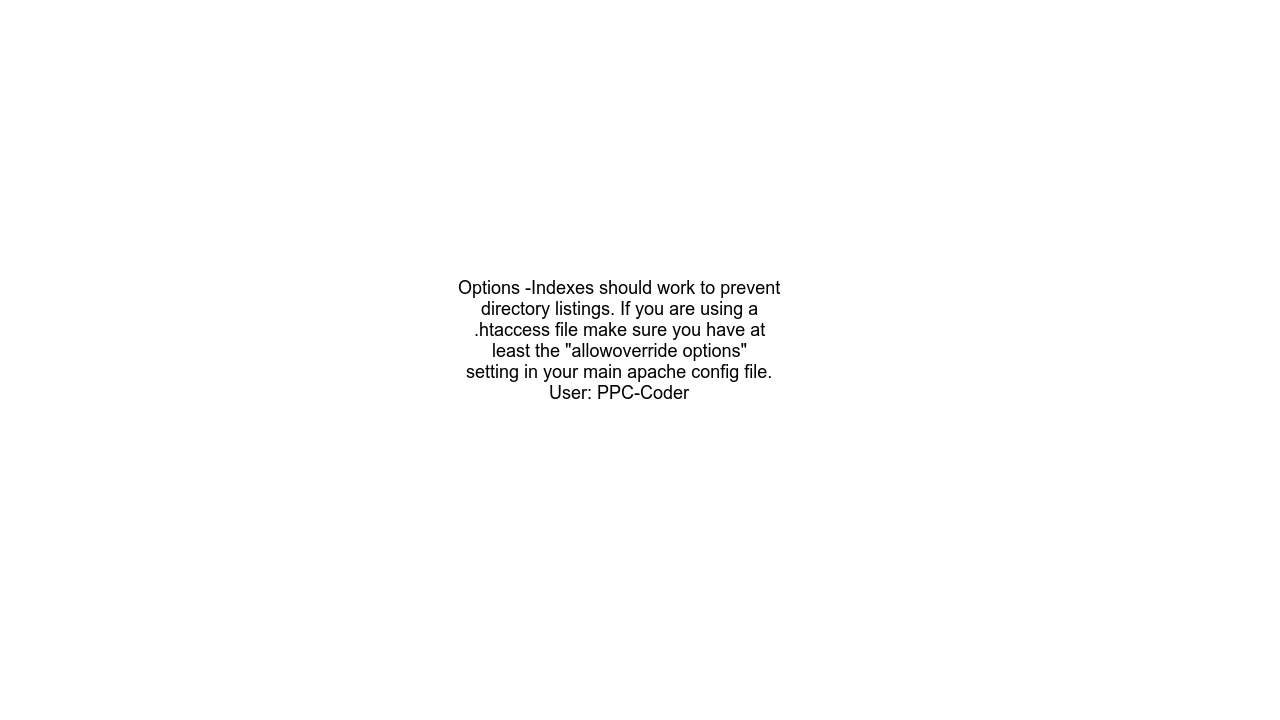 Options -Indexes should work to prevent
directory listings. If you are using a
.htaccess file make sure you have at
least the "allowoverride options"
setting in your main apache config file.
User: PPC-Coder